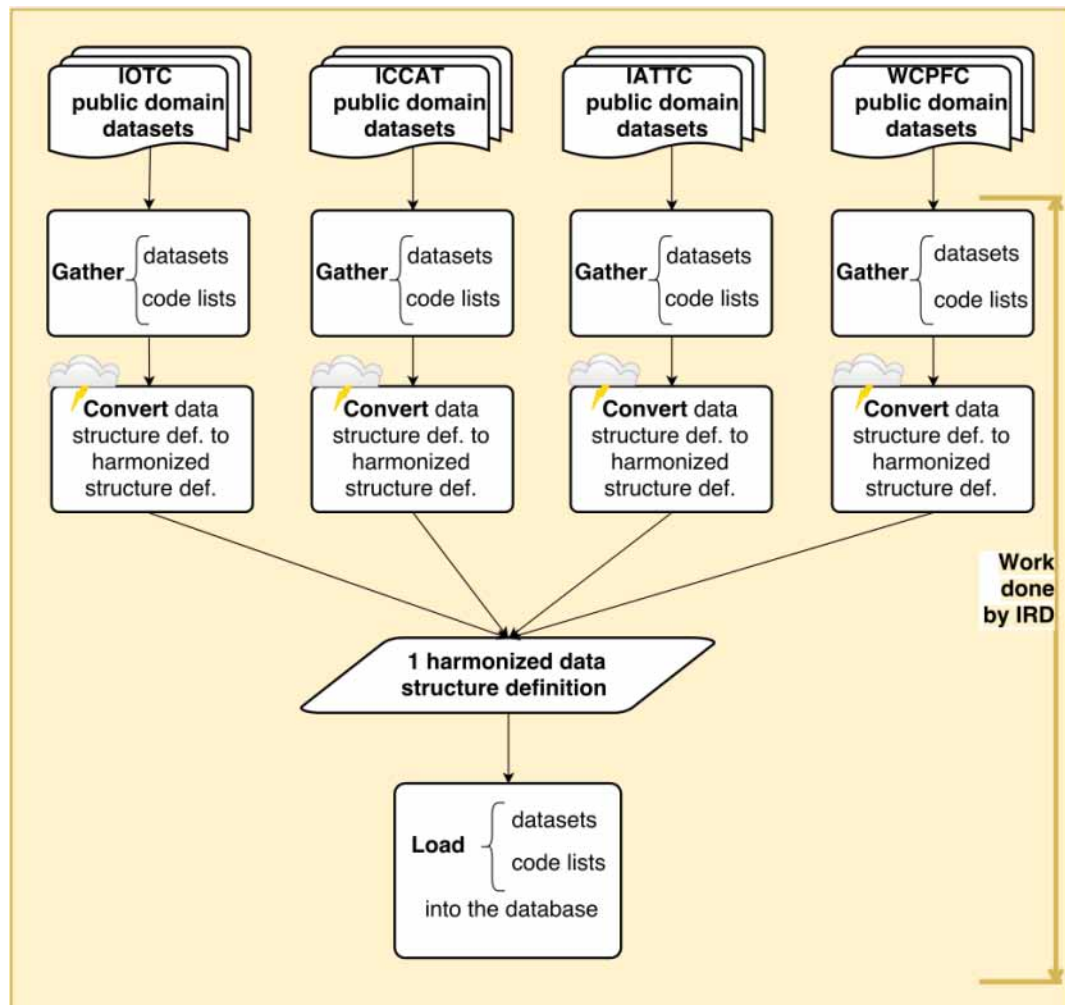 IOTC
public domain
datasets
ICCAT
public domain
datasets
IATTC
public domain
datasets
WCPFC
public domain
datasets
Gather
datasets
code lists
Gather
datasets
code lists
Gather
datasets
code lists
Gather
datasets
code lists
Convert data
structure def. to
harmonized
structure def.
Convert data
structure def. to
harmonized
structure def.
Convert data
structure def. to
harmonized
structure def.
Convert data
structure def. to
harmonized
structure def.
Work
done
by IRD
1 harmonized data
structure definition
Load
datasets
code lists
into the database